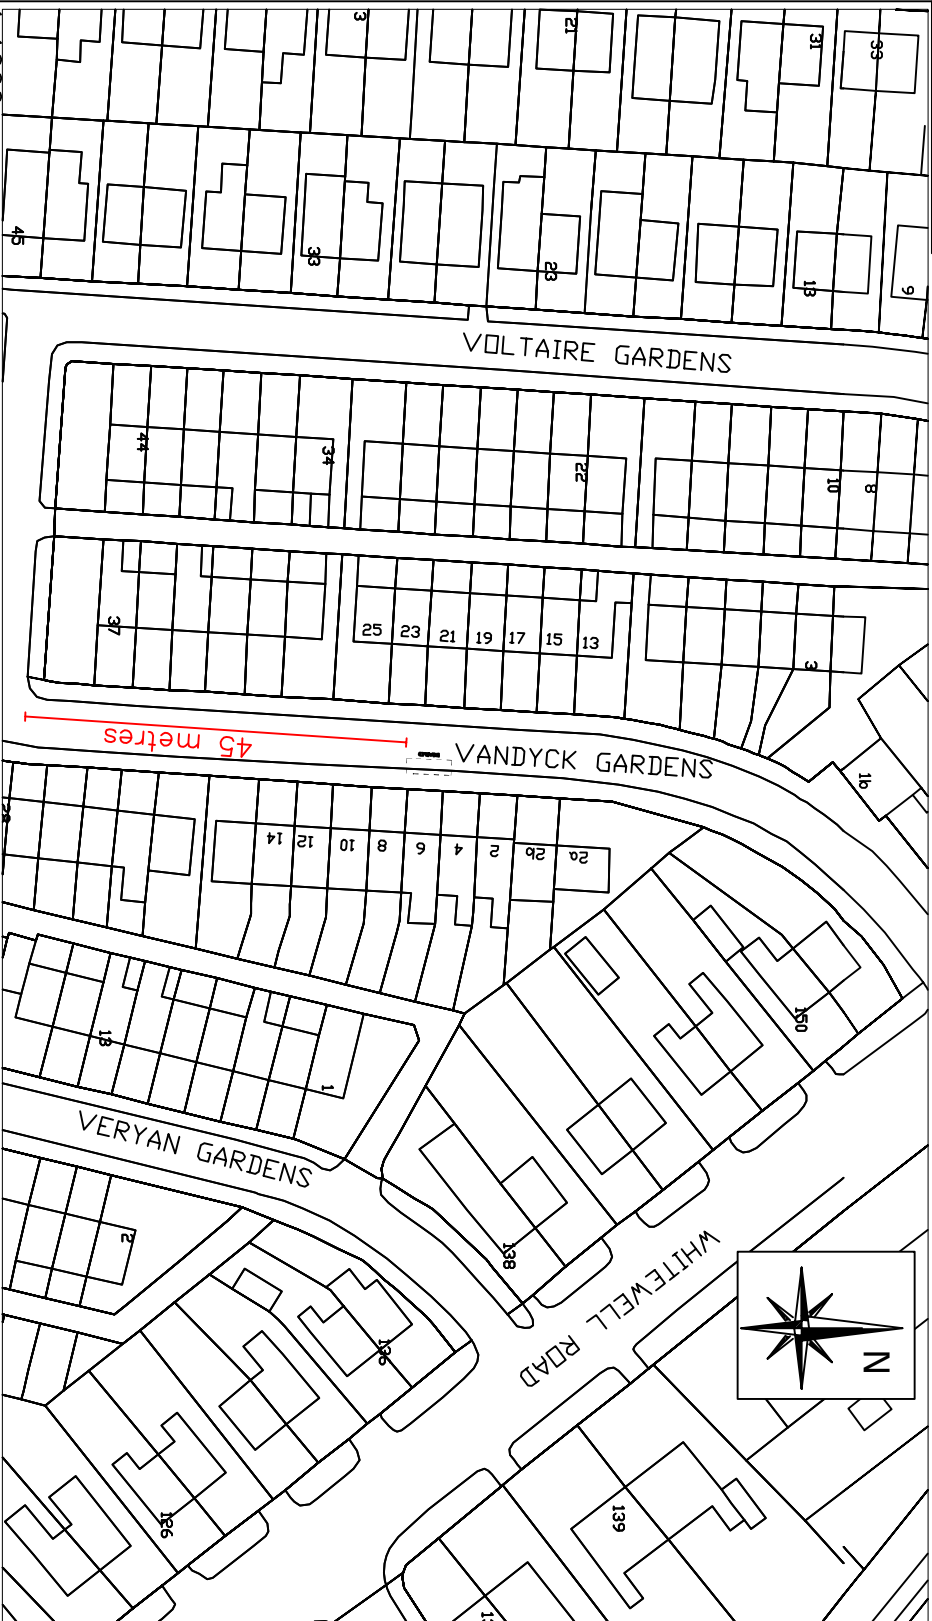 3
21
31
33
45
33
23
13
9
VOLTAIRE GARDENS
44
34
22
10
8
37
25 23 21 19 17 15 13
3
1b
45 metres
VANDYCK GARDENS
14 12 10 8 6 4 2 2b 2a
150
13
1
VERYAN GARDENS
138
WHITEWELL ROAD
2
136
N
126
139